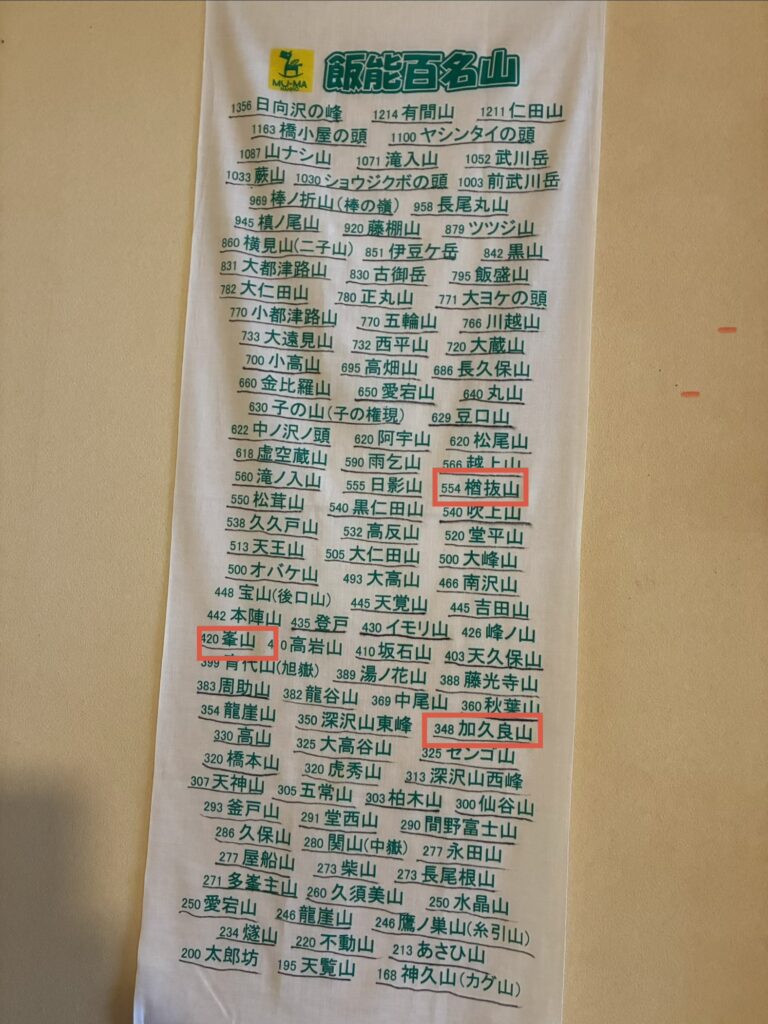 MU-MA
飯能百名山
1356 日向沢の峰 1214 有間山 1211 仁田山
1163 橋小屋の頭 1100 ヤシンタイの頭
1087 山ナシ山 1071 滝入山 1052 武川岳
1033 蕨山 1030 ショウジクボの頭 1003 前武川岳
969 棒ノ折山(棒の嶺) 958 長尾丸山
945 槙ノ尾山 920 藤棚山 879 ツツジ山
860 横見山(二子山) 851 伊豆ケ岳 842 黒山
831 大都津路山 830 古御岳 795 飯盛山
782 大仁田山 780 正丸山 771 大ヨケの頭
770 小都津路山 770 五輪山 766 川越山
733 大遠見山 732 西平山 720 大蔵山
700 小高山 695 高畑山 686 長久保山
660 金比羅山 650 愛宕山 640 丸山
630 子の山(子の権現) 629 豆口山
622 中ノ沢ノ頭 620 阿宇山 620 松尾山
618 虚空蔵山 590 雨乞山 566 越上山
560 滝ノ入山 555 日影山 554 楢抜山
550 松茸山 540 黒仁田山 540 吹上山
538 久久戸山 532 高反山 520 堂平山
513 天王山 505 大仁田山 500 大峰山
500 オバケ山 493 大高山 466 南沢山
448 宝山(後口山) 445 天覚山 445 吉田山
442 本陣山 435 登戸 430 イモリ山 426 峰ノ山
420 峯山 4 0 高岩山 410 坂石山 403 天久保山
399 代山(旭嶽) 389 湯ノ花山 388 藤光寺山
383 周助山 382 龍谷山 369 中尾山 360 秋葉山
354 龍崖山 350 深沢山東峰 348 加久良山
330 高山 325 大高谷山 325 センゴ山
320 橋本山 320 虎秀山 313 深沢山西峰
307 天神山 305 五常山 303 柏木山 300 仙谷山
293 釜戸山 291 堂西山 290 間野富士山
286 久保山 280 関山(中嶽) 277 永田山
277 屋船山 273 柴山 273 長尾根山
271 多峯主山 260 久須美山 250 水晶山
250 愛宕山 246 龍崖山 246 鷹ノ巣山(糸引山)
234 燧山 220 不動山 213 あさひ山
200 太郎坊 195 天覧山 168 神久山(カグ山)